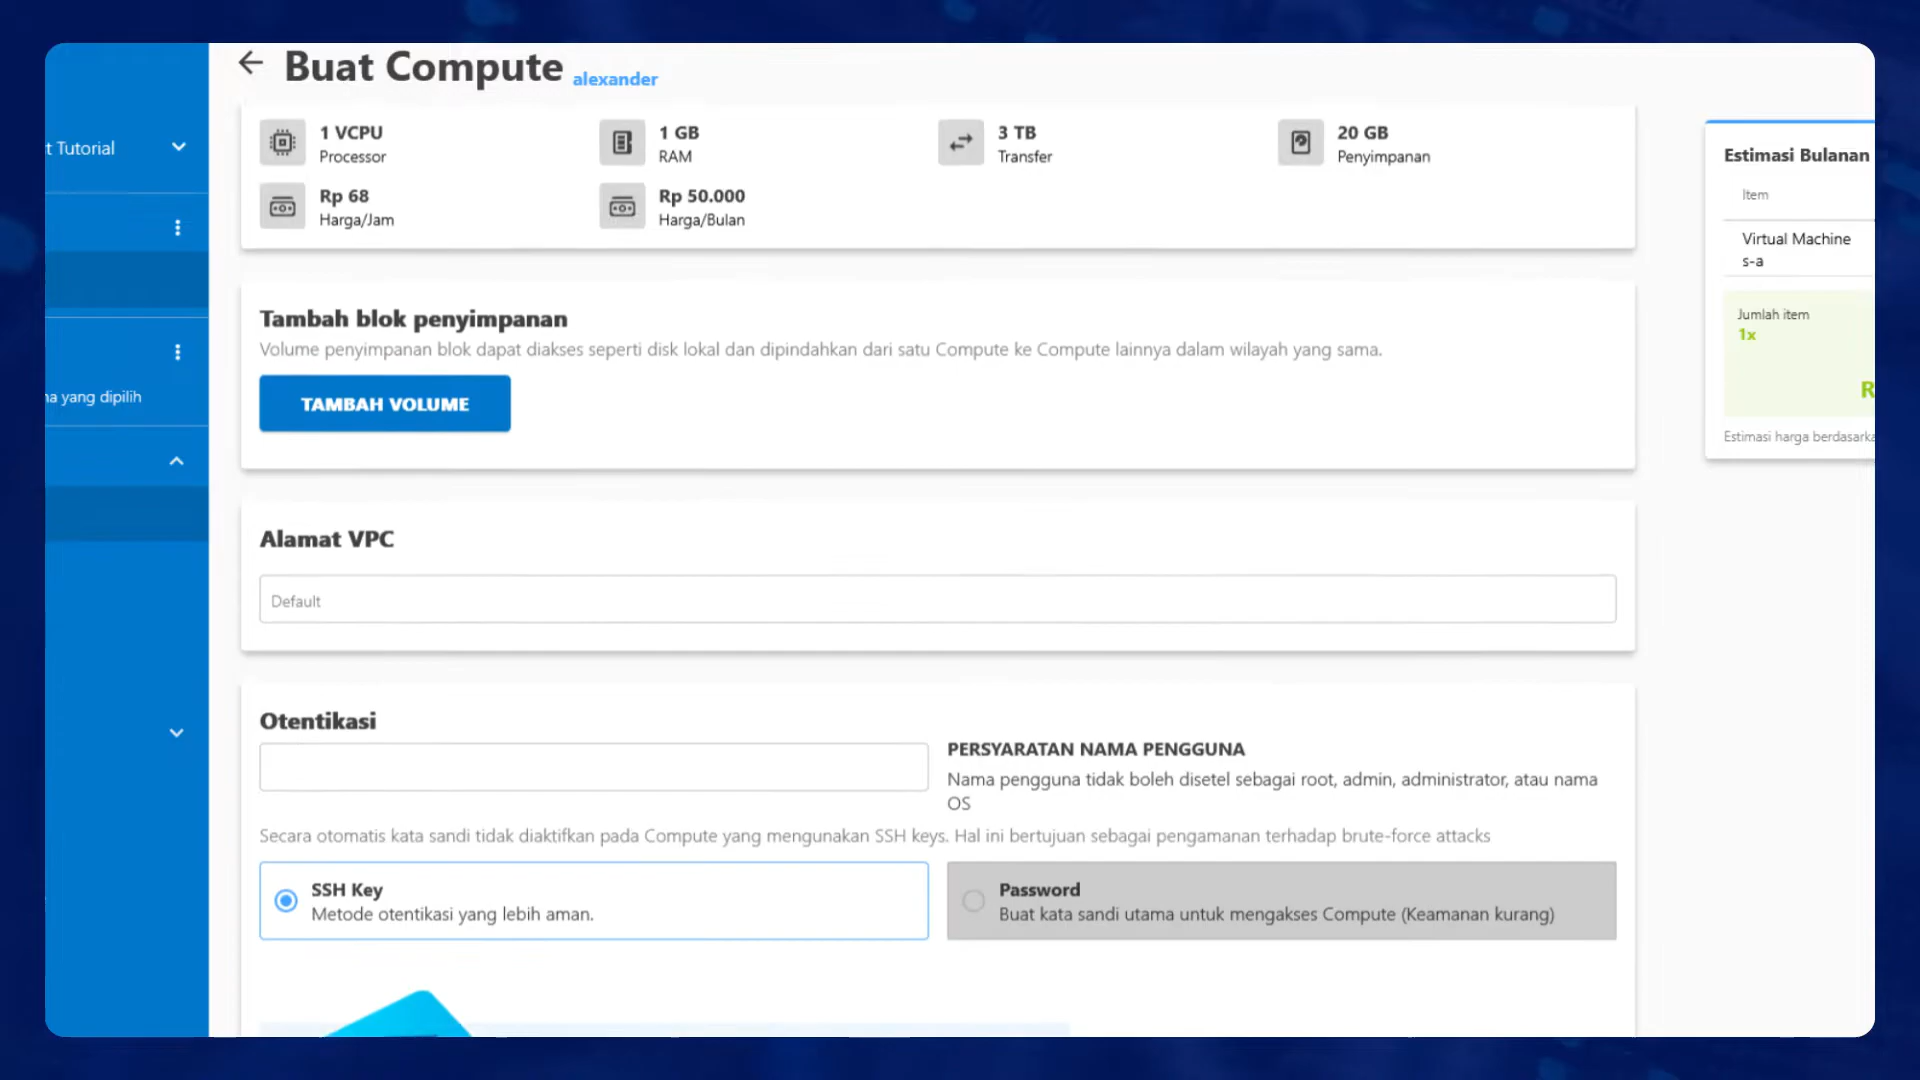 Buat Compute alexander
t Tutorial
na yang dipilih
1 VCPU
Processor
1 GB
RAM
3 TB
Transfer
20 GB
Penyimpanan
Rp 68
Harga/Jam
Rp 50.000
Harga/Bulan
Tambah blok penyimpanan
Volume penyimpanan blok dapat diakses seperti disk lokal dan dipindahkan dari satu Compute ke Compute lainnya dalam wilayah yang sama.
TAMBAH VOLUME
Alamat VPC
Default
Otentikasi
PERSYARATAN NAMA PENGGUNA
Nama pengguna tidak boleh disetel sebagai root, admin, administrator, atau nama
OS
Secara otomatis kata sandi tidak diaktifkan pada Compute yang mengunakan SSH keys. Hal ini bertujuan sebagai pengamanan terhadap brute-force attacks
SSH Key
Metode otentikasi yang lebih aman.
Password
Buat kata sandi utama untuk mengakses Compute (Keamanan kurang)
Estimasi Bulanan
Item
Virtual Machine
s-a
Jumlah item
1x
R
Estimasi harga berdasarka